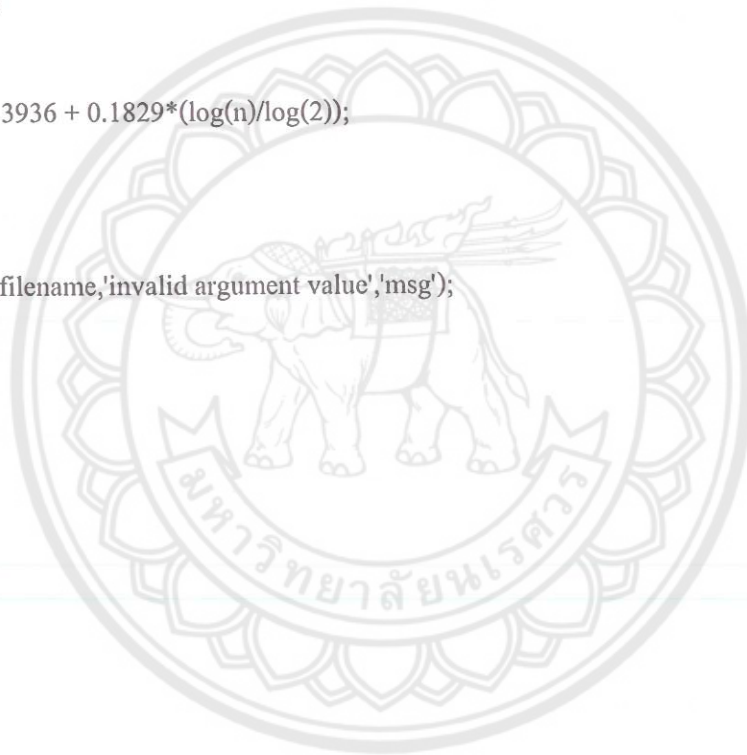 3936 + 0.1829*(log(n)/log(2));
filename,'invalid argument value','msg');
มหาวิทยาลัยนเรศวร